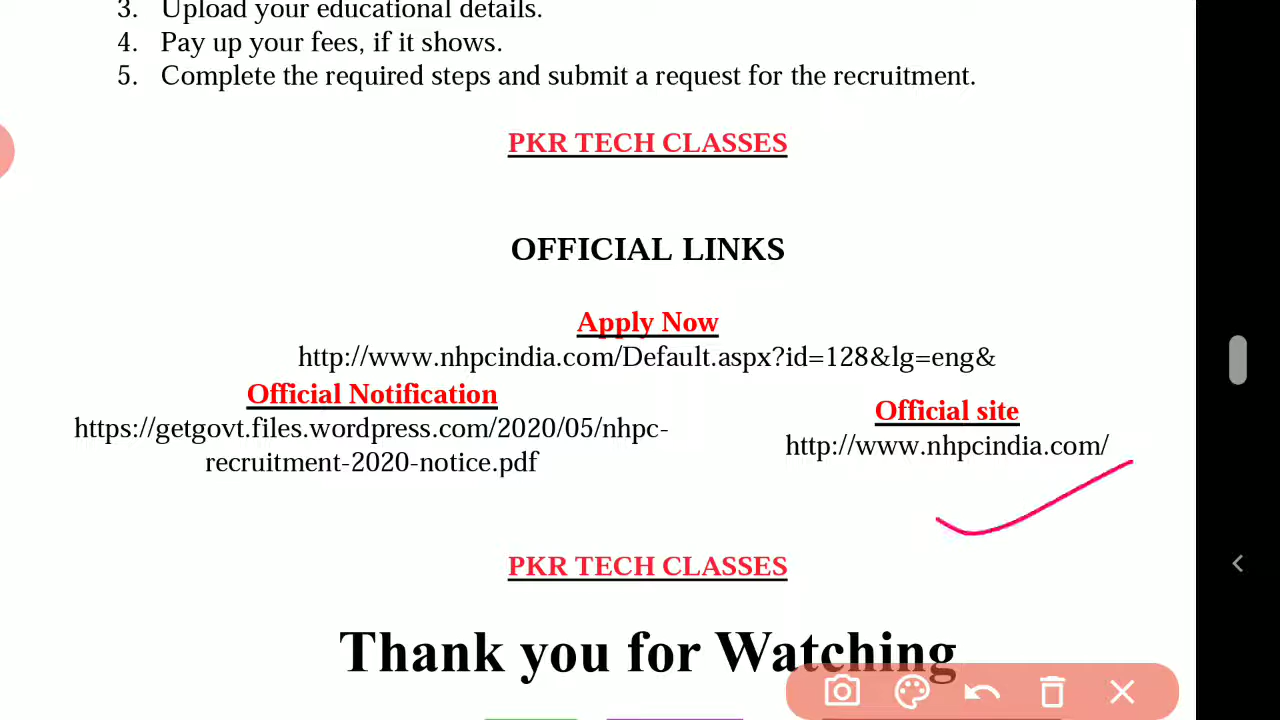 3. Upload your educational details.
4. Pay up your fees, if it shows.
5. Complete the required steps and submit a request for the recruitment.
PKR TECH CLASSES
OFFICIAL LINKS
Apply Now
http://www.nhpcindia.com/Default.aspx?id=128&lg=eng&
Official Notification
https://getgovt.files.wordpress.com/2020/05/nhpc-
recruitment-2020-notice.pdf
Official site
http://www.nhpcindia.com/
PKR TECH CLASSES
Thank you for Watching